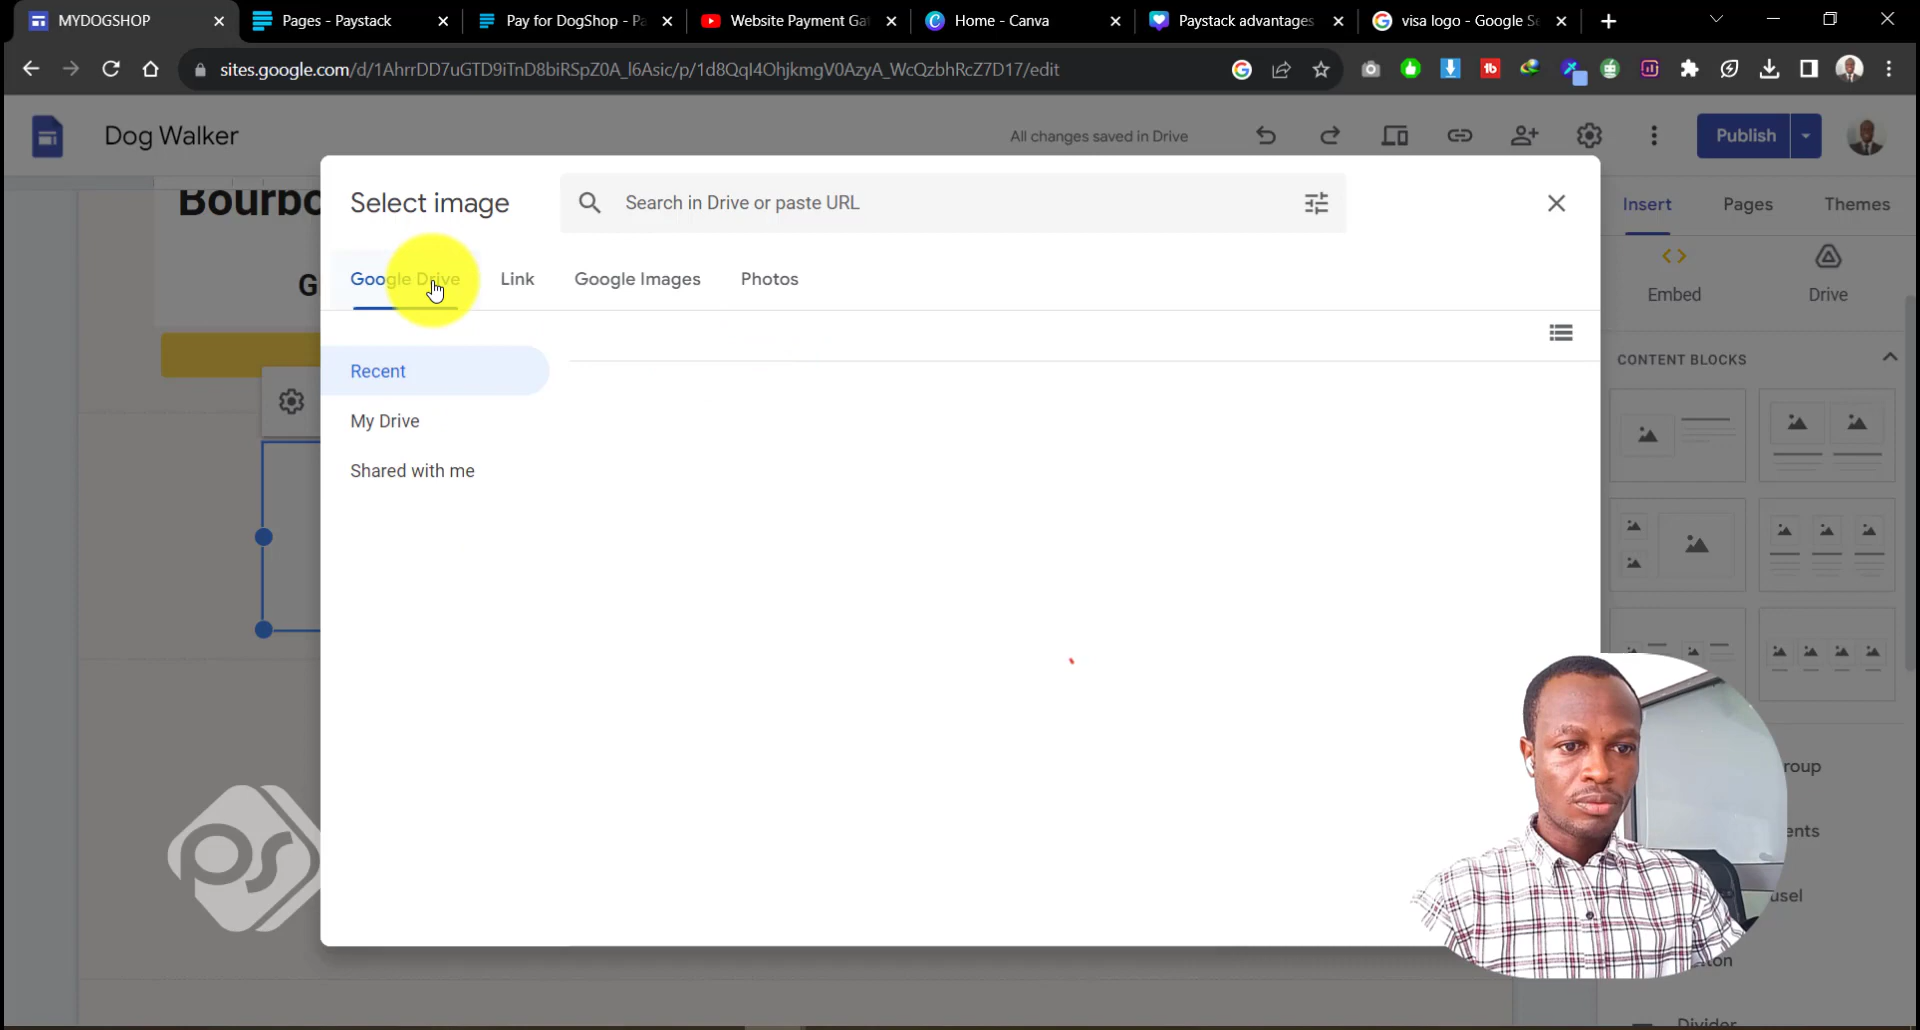 MYDOGSHOP
Pages - Paystack
Pay for DogShop - Pa
Website Payment Gat
Home - Canva
Paystack advantages
visa logo - Google Se
sites.google.com/d/1AhrrDD7uGTD9iTnD8biRSpZ0A_l6Asic/p/1d8Qql4OhjkmgV0AzyA_WcQzbhRcZ7D17/edit
Dog Walker
All changes saved in Drive
Publish
Bourbo
G
Select image
Search in Drive or paste URL
Insert
Pages
Themes
Google Drive
Link
Google Images
Photos
Embed
Drive
Recent
My Drive
Shared with me
CONTENT BLOCKS
roup
ents
usel
tton
Divider
ps